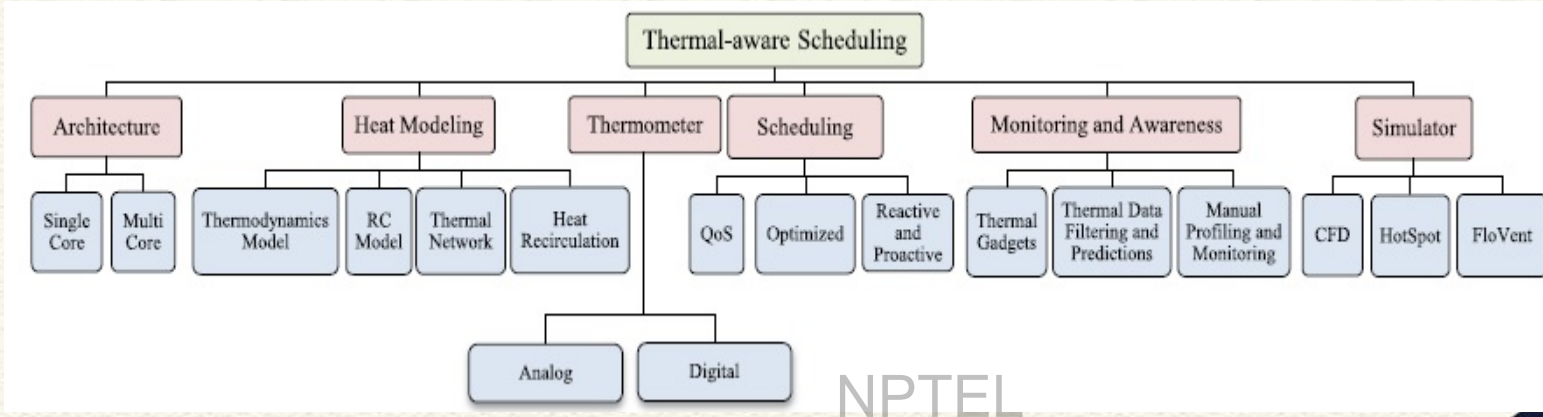 Thermal-aware Scheduling
Architecture
Heat Modeling
Thermometer
Scheduling
Monitoring and Awareness
Simulator
Single
Core
Multi
Core
Thermodynamics
Model
RC
Model
Thermal
Network
Heat
Recirculation
QoS
Optimized
Reactive
and
Proactive
Thermal
Gadgets
Thermal Data
Filtering and
Predictions
Manual
Profiling and
Monitoring
CFD
HotSpot
FloVent
Analog
Digital
NPTEL